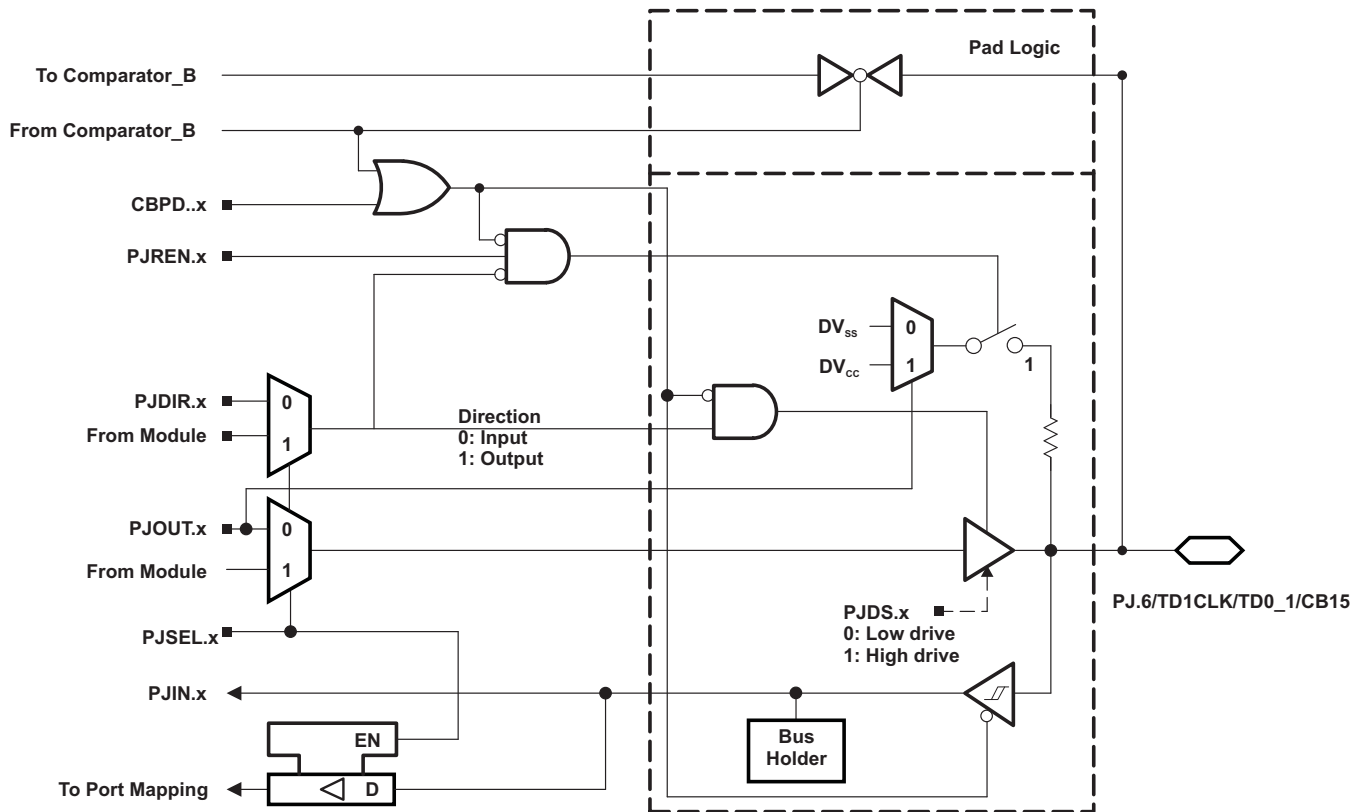 Pad Logic
To Comparator_B
From Comparator_B
CBPD..x
PJREN.x
DVSS
0
DVCC
1
1
PJDIR.x
0
From Module
1
Direction
0: Input
1: Output
PJOUT.x
0
From Module
1
PJDS.x
0: Low drive
1: High drive
PJ.6/TD1CLK/TD0_1/CB15
PJSEL.x
PJIN.x
EN
Bus
Holder
To Port Mapping
D